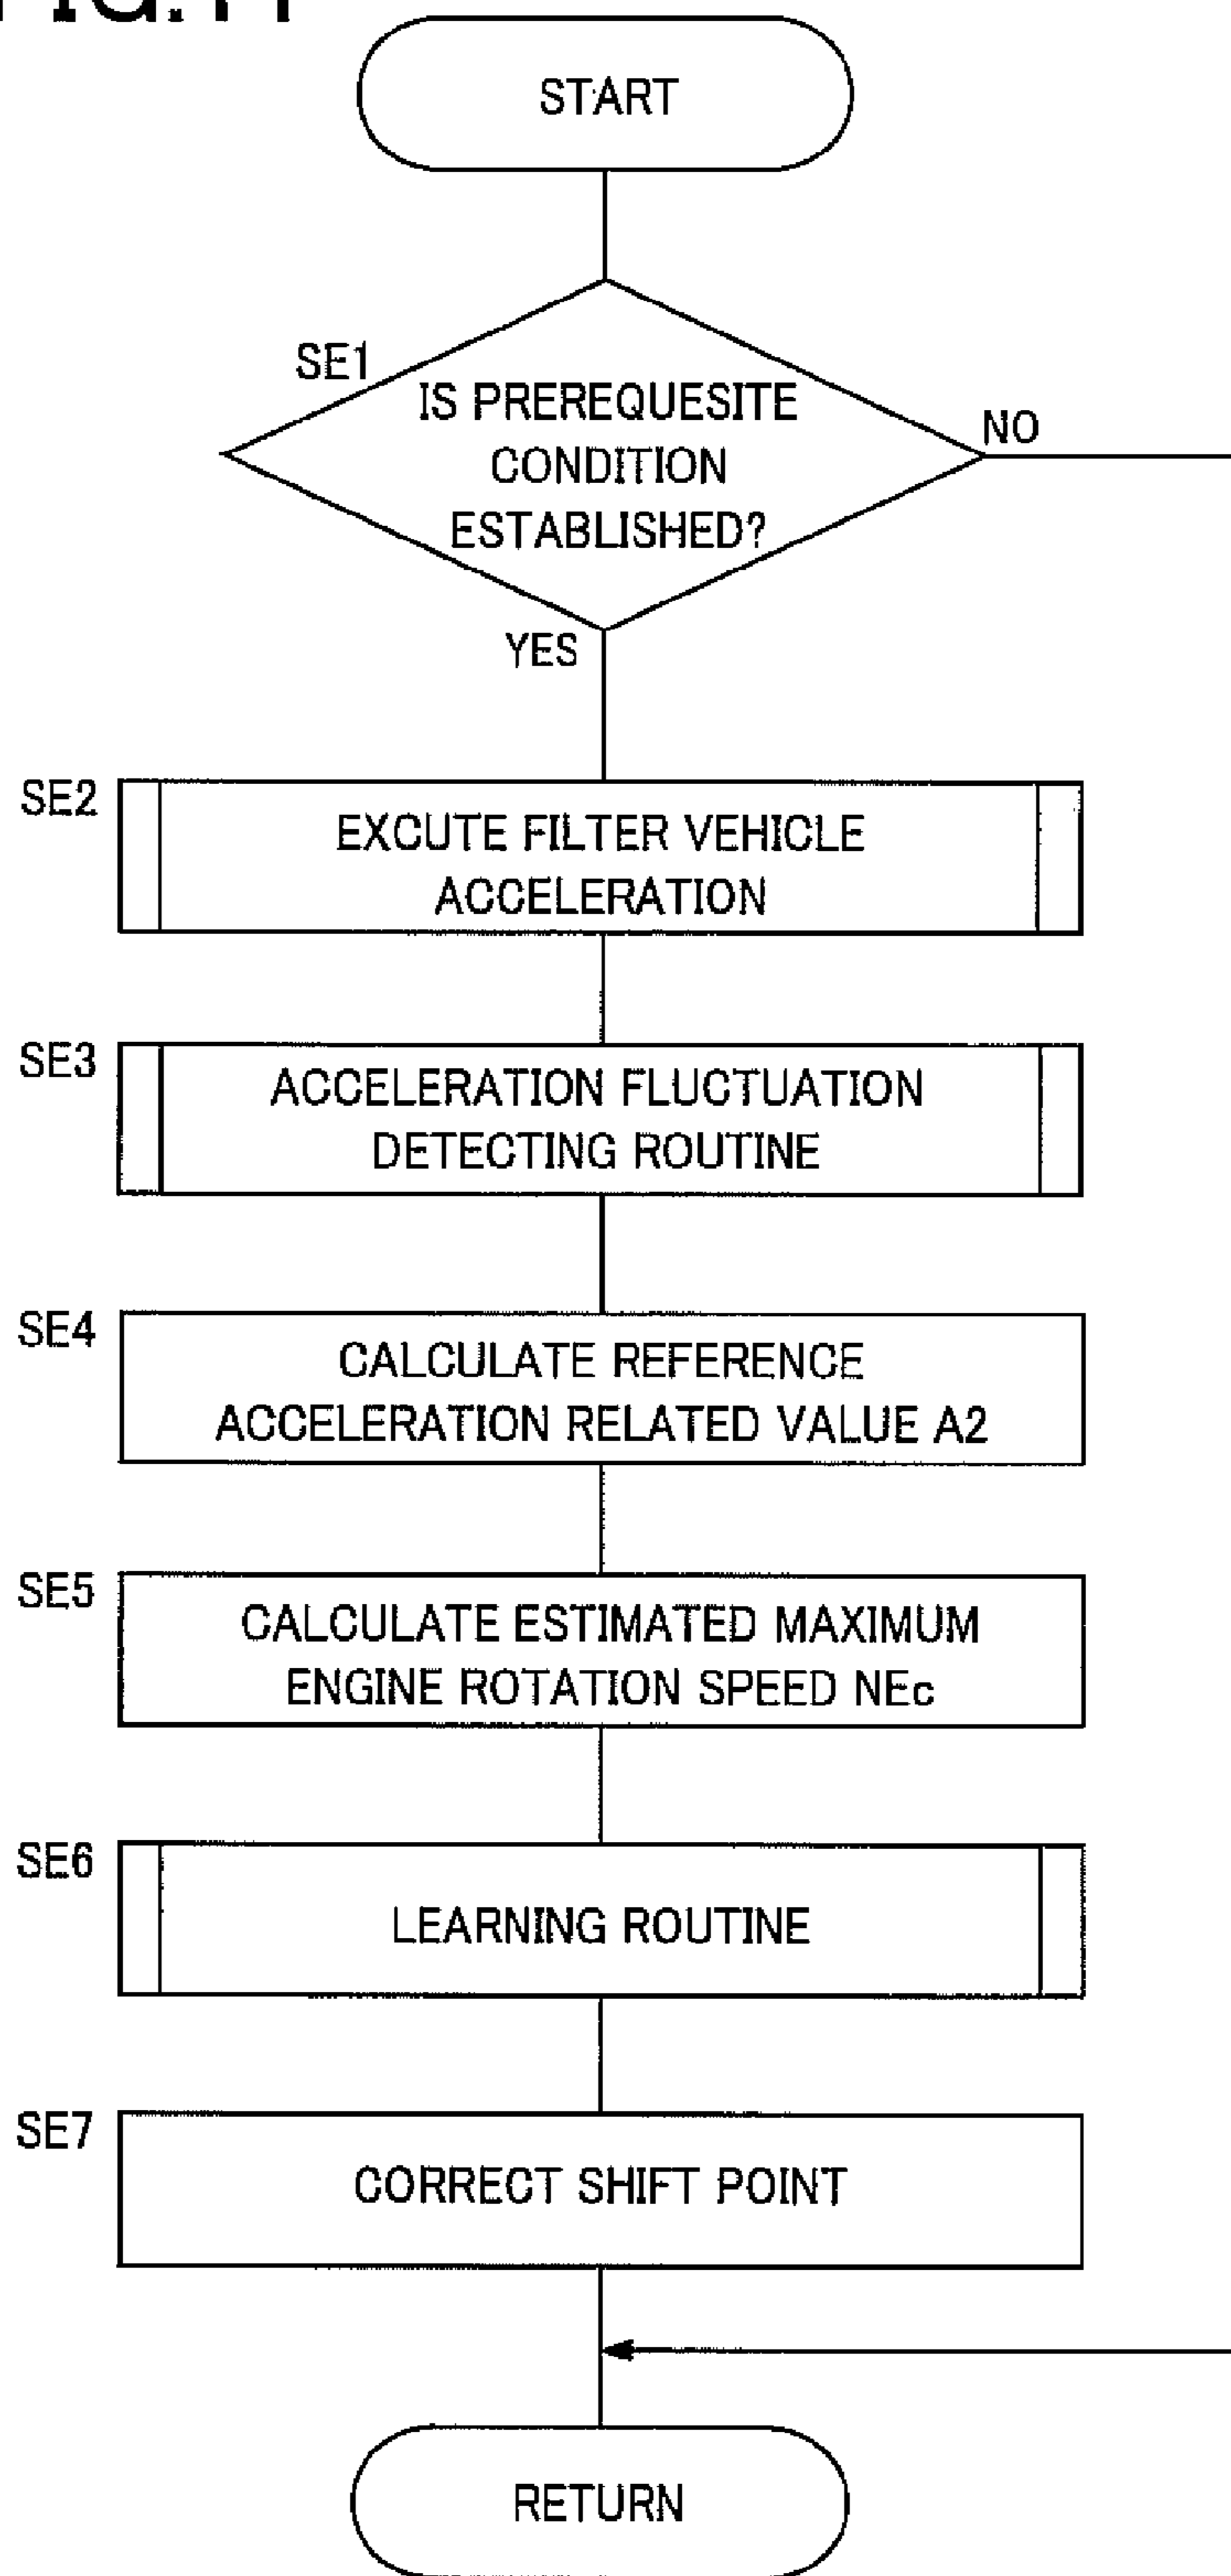 FIG.11
START
SE1
IS PREREQUESITE
CONDITION
ESTABLISHED?
NO
YES
SE2
EXCUTE FILTER VEHICLE
ACCELERATION
SE3
ACCELERATION FLUCTUATION
DETECTING ROUTINE
SE4
CALCULATE REFERENCE
ACCELERATION RELATED VALUE A2
SE5
CALCULATE ESTIMATED MAXIMUM
ENGINE ROTATION SPEED NEc
SE6
LEARNING ROUTINE
SE7
CORRECT SHIFT POINT
RETURN